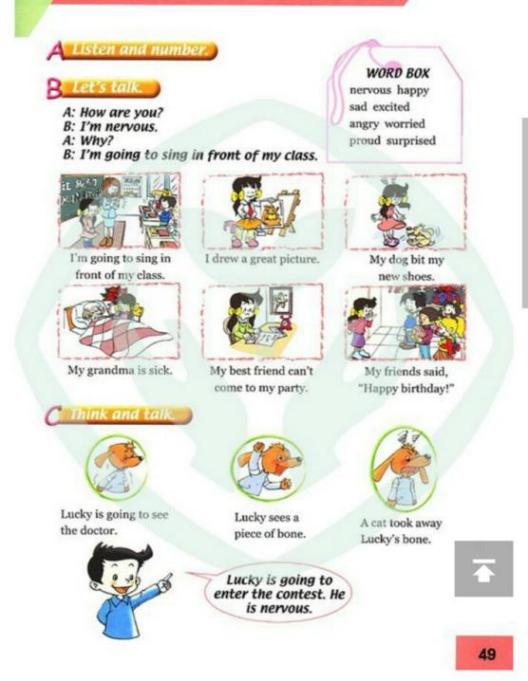 A Listen and number.
B Let's talk.
A: How are you?
B: I'm nervous.
A: Why?
B: I'm going to sing in front of my class.
WORD BOX
nervous happy
sad excited
angry worried
proud surprised
I'm going to sing in
front of my class.
I drew a great picture.
My dog bit my
new shoes.
My grandma is sick.
My best friend can't
come to my party.
My friends said,
"Happy birthday!"
C Think and talk.
Lucky is going to see
the doctor.
Lucky sees a
piece of bone.
A cat took away
Lucky's bone.
Lucky is going to
enter the contest. He
is nervous.
49